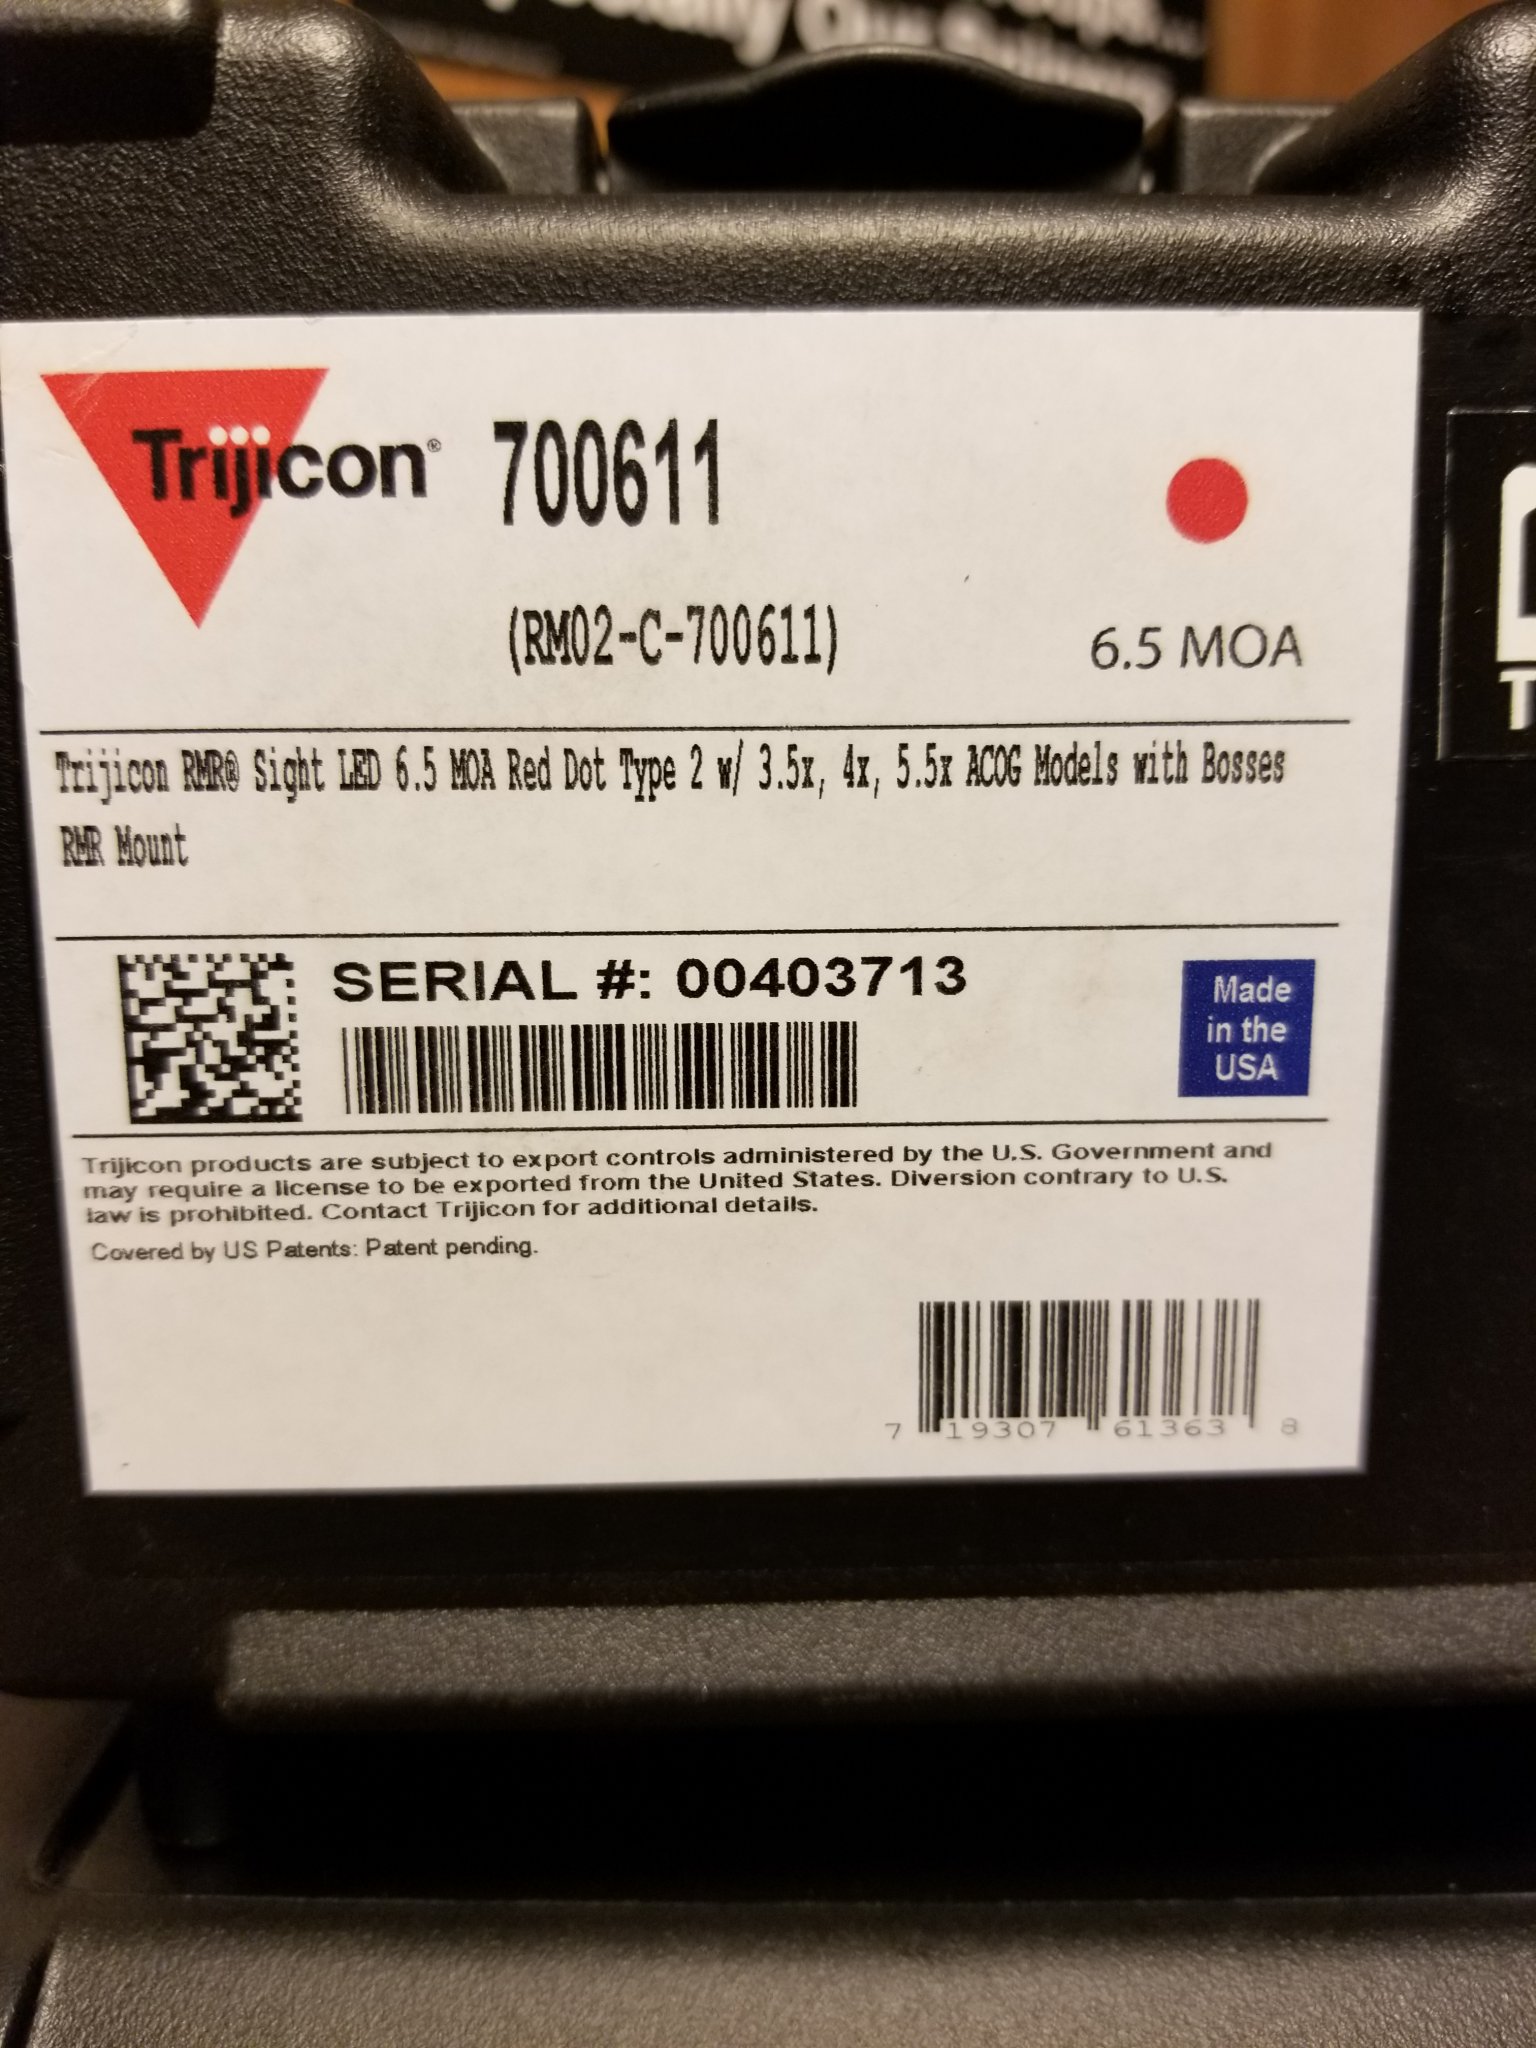 Trijicon® 700611
(RM02-C-700611)
6.5 MOA
Trijicon RMR® Sight LED 6.5 MOA Red Dot Type 2 w/ 3.5x, 4x, 5.5x ACOG Models with Bosses
RMR Mount
SERIAL #: 00403713
Made
in the
USA
Trijicon products are subject to export controls administered by the U.S. Government and
may require a license to be exported from the United States. Diversion contrary to U.S.
law is prohibited. Contact Trijicon for additional details.
Covered by US Patents: Patent pending.
7 19307 61363 8